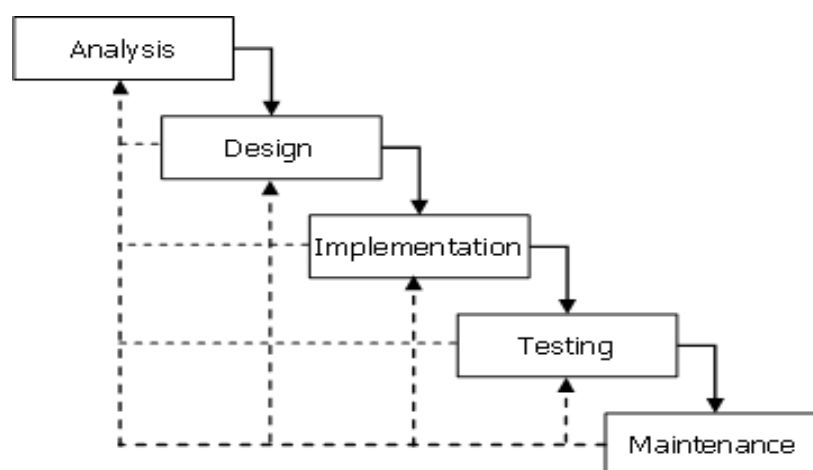 Analysis
Design
Implementation
Testing
Maintenance